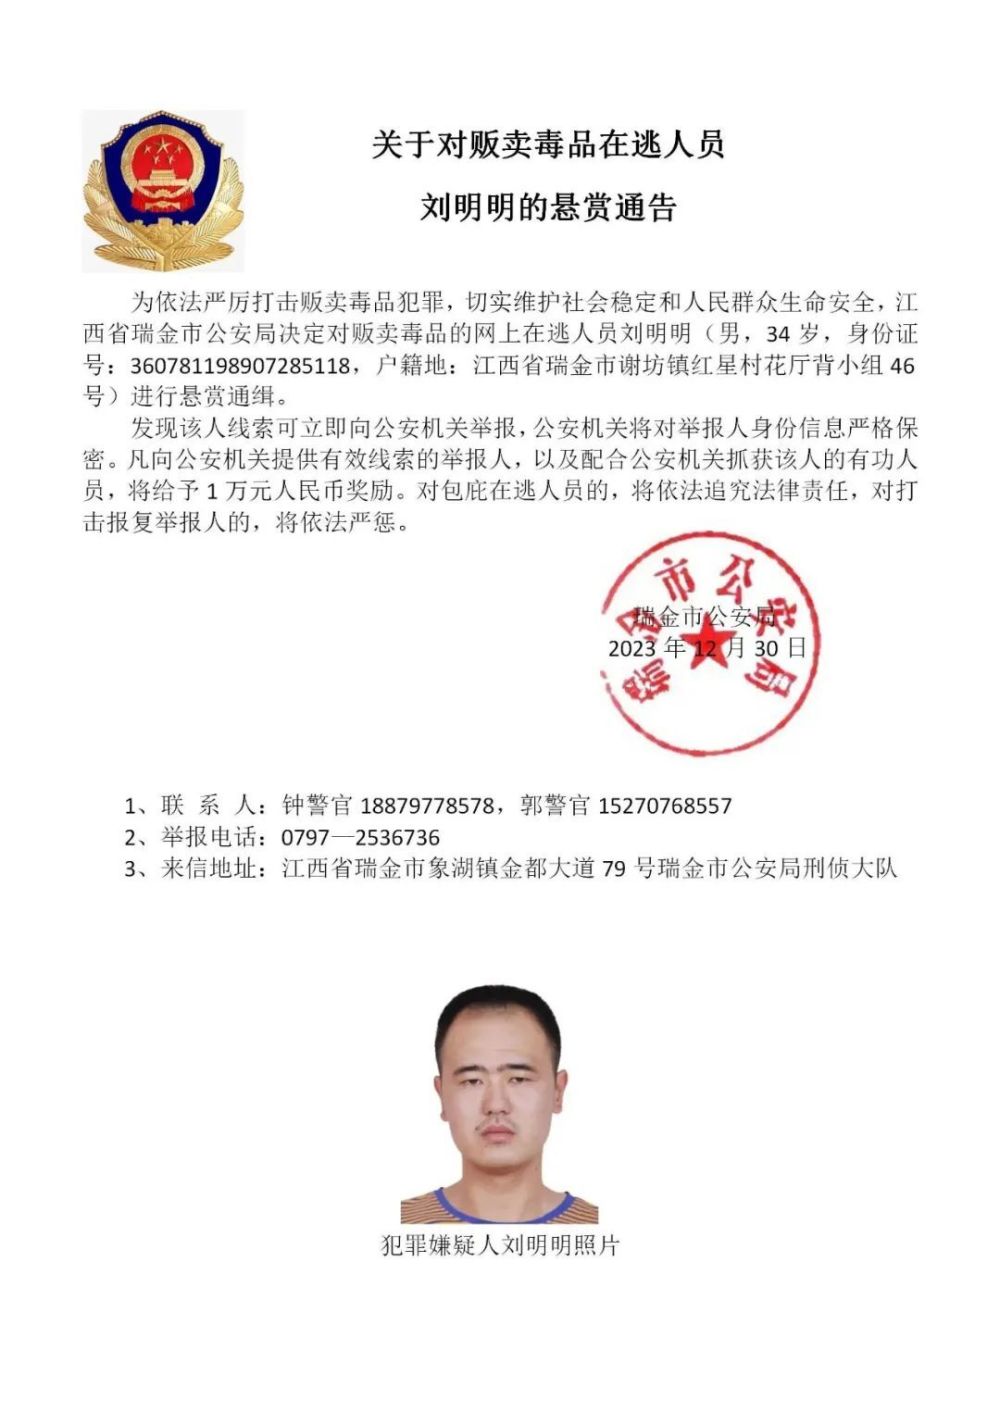 关于对贩卖毒品在逃人员
刘明明的悬赏通告
为依法严厉打击贩卖毒品犯罪，切实维护社会稳定和人民群众生命安全，江
西省瑞金市公安局决定对贩卖毒品的网上在逃人员刘明明（男，34 岁，身份证
号：360781198907285118，户籍地：江西省瑞金市谢坊镇红星村花厅背小组 46
号）进行悬赏通缉。
发现该人线索可立即向公安机关举报，公安机关将对举报人身份信息严格保
密。凡向公安机关提供有效线索的举报人，以及配合公安机关抓获该人的有功人
员，将给予 1 万元人民币奖励。对包庇在逃人员的，将依法追究法律责任，对打
击报复举报人的，将依法严惩。
瑞金市公安局
瑞金市公安局
2023 年 12 月 30 日
1、联 系 人：钟警官 18879778578，郭警官 15270768557
2、举报电话：0797—2536736
3、来信地址：江西省瑞金市象湖镇金都大道 79 号瑞金市公安局刑侦大队
犯罪嫌疑人刘明明照片